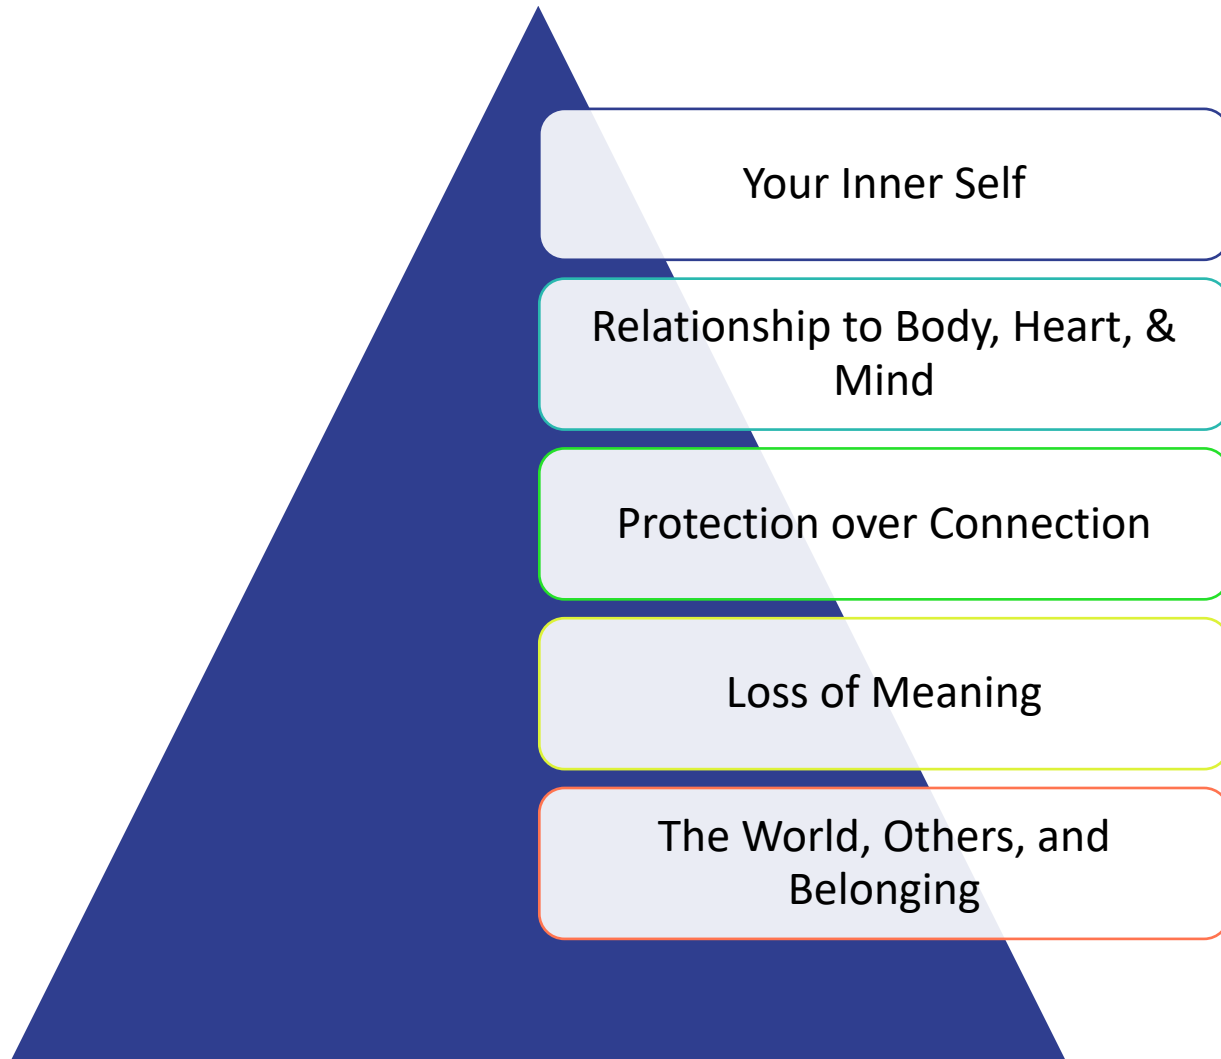 Your Inner Self
Relationship to Body, Heart, &
Mind
Protection over Connection
Loss of Meaning
The World, Others, and
Belonging